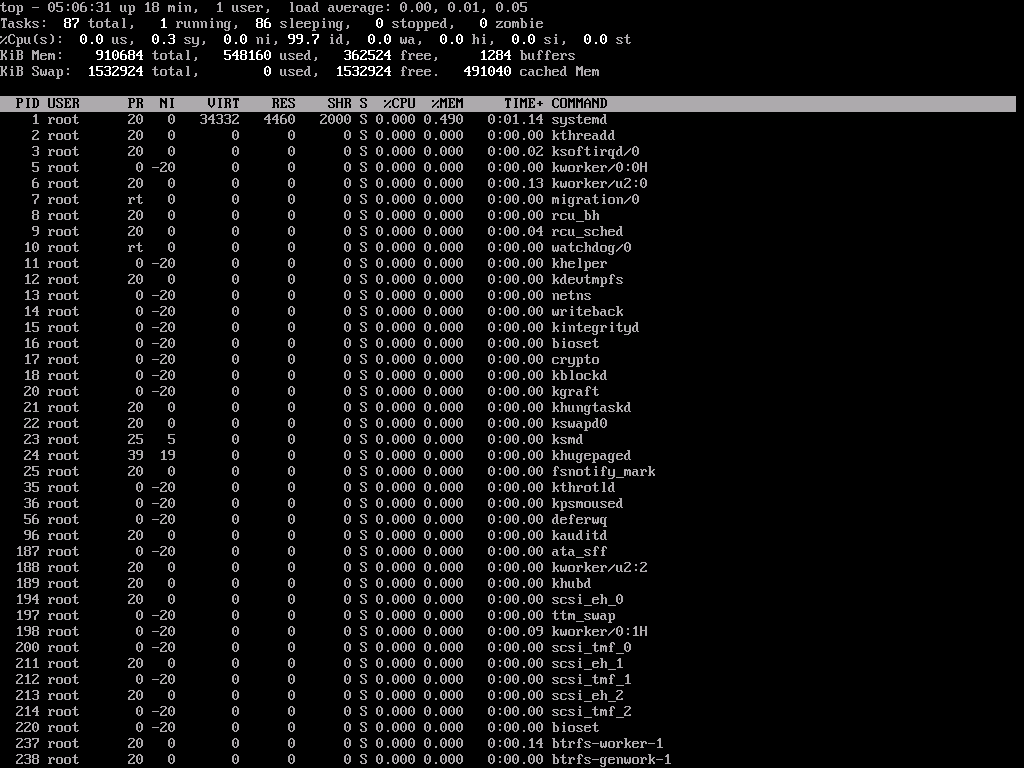 top - 05:06:31 up 18 min,  1 user,  load average: 0.00, 0.01, 0.05
Tasks:  87 total,   1 running,  86 sleeping,   0 stopped,   0 zombie
%Cpu(s):  0.0 us,  0.3 sy,  0.0 ni, 99.7 id,  0.0 wa,  0.0 hi,  0.0 si,  0.0 st
KiB Mem:    910684 total,   548160 used,   362524 free,     1284 buffers
KiB Swap:  1532924 total,        0 used,  1532924 free.   491040 cached Mem
PID USER      PR  NI    VIRT    RES    SHR S  %CPU  %MEM     TIME+ COMMAND
1 root      20   0   34332   4460   2000 S 0.000 0.490   0:01.14 systemd
2 root      20   0       0      0      0 S 0.000 0.000   0:00.00 kthreadd
3 root      20   0       0      0      0 S 0.000 0.000   0:00.02 ksoftirqd/0
5 root       0 -20       0      0      0 S 0.000 0.000   0:00.00 kworker/0:0H
6 root      20   0       0      0      0 S 0.000 0.000   0:00.13 kworker/u2:0
7 root      rt   0       0      0      0 S 0.000 0.000   0:00.00 migration/0
8 root      20   0       0      0      0 S 0.000 0.000   0:00.00 rcu_bh
9 root      20   0       0      0      0 S 0.000 0.000   0:00.04 rcu_sched
10 root      rt   0       0      0      0 S 0.000 0.000   0:00.00 watchdog/0
11 root       0 -20       0      0      0 S 0.000 0.000   0:00.00 khelper
12 root      20   0       0      0      0 S 0.000 0.000   0:00.00 kdevtmpfs
13 root       0 -20       0      0      0 S 0.000 0.000   0:00.00 netns
14 root       0 -20       0      0      0 S 0.000 0.000   0:00.00 writeback
15 root       0 -20       0      0      0 S 0.000 0.000   0:00.00 kintegrityd
16 root       0 -20       0      0      0 S 0.000 0.000   0:00.00 bioset
17 root       0 -20       0      0      0 S 0.000 0.000   0:00.00 crypto
18 root       0 -20       0      0      0 S 0.000 0.000   0:00.00 kblockd
20 root       0 -20       0      0      0 S 0.000 0.000   0:00.00 kgraft
21 root      20   0       0      0      0 S 0.000 0.000   0:00.00 khungtaskd
22 root      20   0       0      0      0 S 0.000 0.000   0:00.00 kswapd0
23 root      25   5       0      0      0 S 0.000 0.000   0:00.00 ksmd
24 root      39  19       0      0      0 S 0.000 0.000   0:00.00 khugepaged
25 root      20   0       0      0      0 S 0.000 0.000   0:00.00 fsnotify_mark
35 root       0 -20       0      0      0 S 0.000 0.000   0:00.00 kthrotld
36 root       0 -20       0      0      0 S 0.000 0.000   0:00.00 kpsmoused
56 root       0 -20       0      0      0 S 0.000 0.000   0:00.00 deferwq
96 root      20   0       0      0      0 S 0.000 0.000   0:00.00 kauditd
187 root       0 -20       0      0      0 S 0.000 0.000   0:00.00 ata_sff
188 root      20   0       0      0      0 S 0.000 0.000   0:00.00 kworker/u2:2
189 root      20   0       0      0      0 S 0.000 0.000   0:00.00 khubd
194 root      20   0       0      0      0 S 0.000 0.000   0:00.00 scsi_eh_0
197 root       0 -20       0      0      0 S 0.000 0.000   0:00.00 ttm_swap
198 root       0 -20       0      0      0 S 0.000 0.000   0:00.09 kworker/0:1H
200 root       0 -20       0      0      0 S 0.000 0.000   0:00.00 scsi_tmf_0
211 root      20   0       0      0      0 S 0.000 0.000   0:00.00 scsi_eh_1
212 root       0 -20       0      0      0 S 0.000 0.000   0:00.00 scsi_tmf_1
213 root      20   0       0      0      0 S 0.000 0.000   0:00.00 scsi_eh_2
214 root       0 -20       0      0      0 S 0.000 0.000   0:00.00 scsi_tmf_2
220 root       0 -20       0      0      0 S 0.000 0.000   0:00.00 bioset
237 root      20   0       0      0      0 S 0.000 0.000   0:00.14 btrfs-worker-1
238 root      20   0       0      0      0 S 0.000 0.000   0:00.00 btrfs-genwork-1